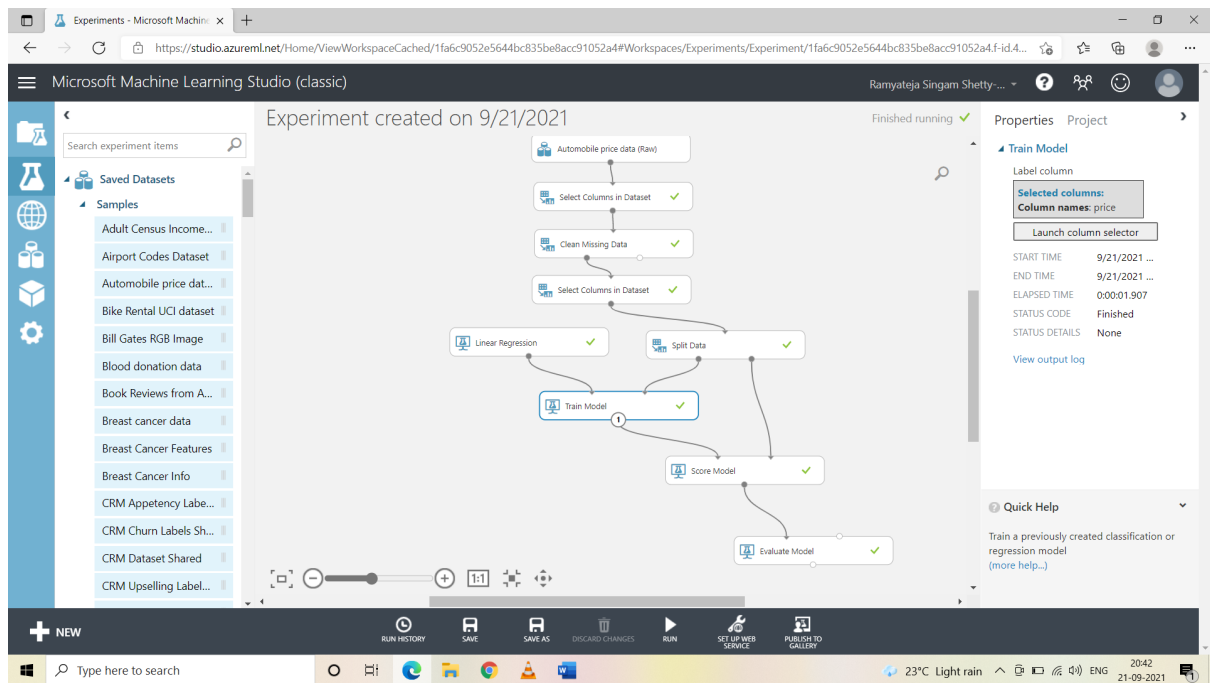 Experiments - Microsoft Machine
https://studio.azureml.net/Home/ViewWorkspaceCached/1fa6c9052e5644bc835be8acc91052a4#Workspaces/Experiments/Experiment/1fa6c9052e5644bc835be8acc91052a4.f-id.4...
Microsoft Machine Learning Studio (classic)
Ramyateja Singam Shetty-...
Search experiment items
Saved Datasets
Samples
Adult Census Income...
Airport Codes Dataset
Automobile price dat...
Bike Rental UCI dataset
Bill Gates RGB Image
Blood donation data
Book Reviews from A...
Breast cancer data
Breast Cancer Features
Breast Cancer Info
CRM Appetency Labe...
CRM Churn Labels Sh...
CRM Dataset Shared
CRM Upselling Label...
Experiment created on 9/21/2021
Finished running
Automobile price data (Raw)
Select Columns in Dataset
Clean Missing Data
Select Columns in Dataset
Linear Regression
Split Data
Train Model
1
Score Model
Evaluate Model
1:1
Properties Project
Train Model
Label column
Selected columns:
Column names: price
Launch column selector
START TIME 9/21/2021 ...
END TIME 9/21/2021 ...
ELAPSED TIME 0:00:01.907
STATUS CODE Finished
STATUS DETAILS None
View output log
Quick Help
Train a previously created classification or
regression model
(more help...)
NEW
RUN HISTORY
SAVE
SAVE AS
DISCARD CHANGES
RUN
SET UP WEB
SERVICE
PUBLISH TO
GALLERY
Type here to search
23°C Light rain
ENG
20:42
21-09-2021
1